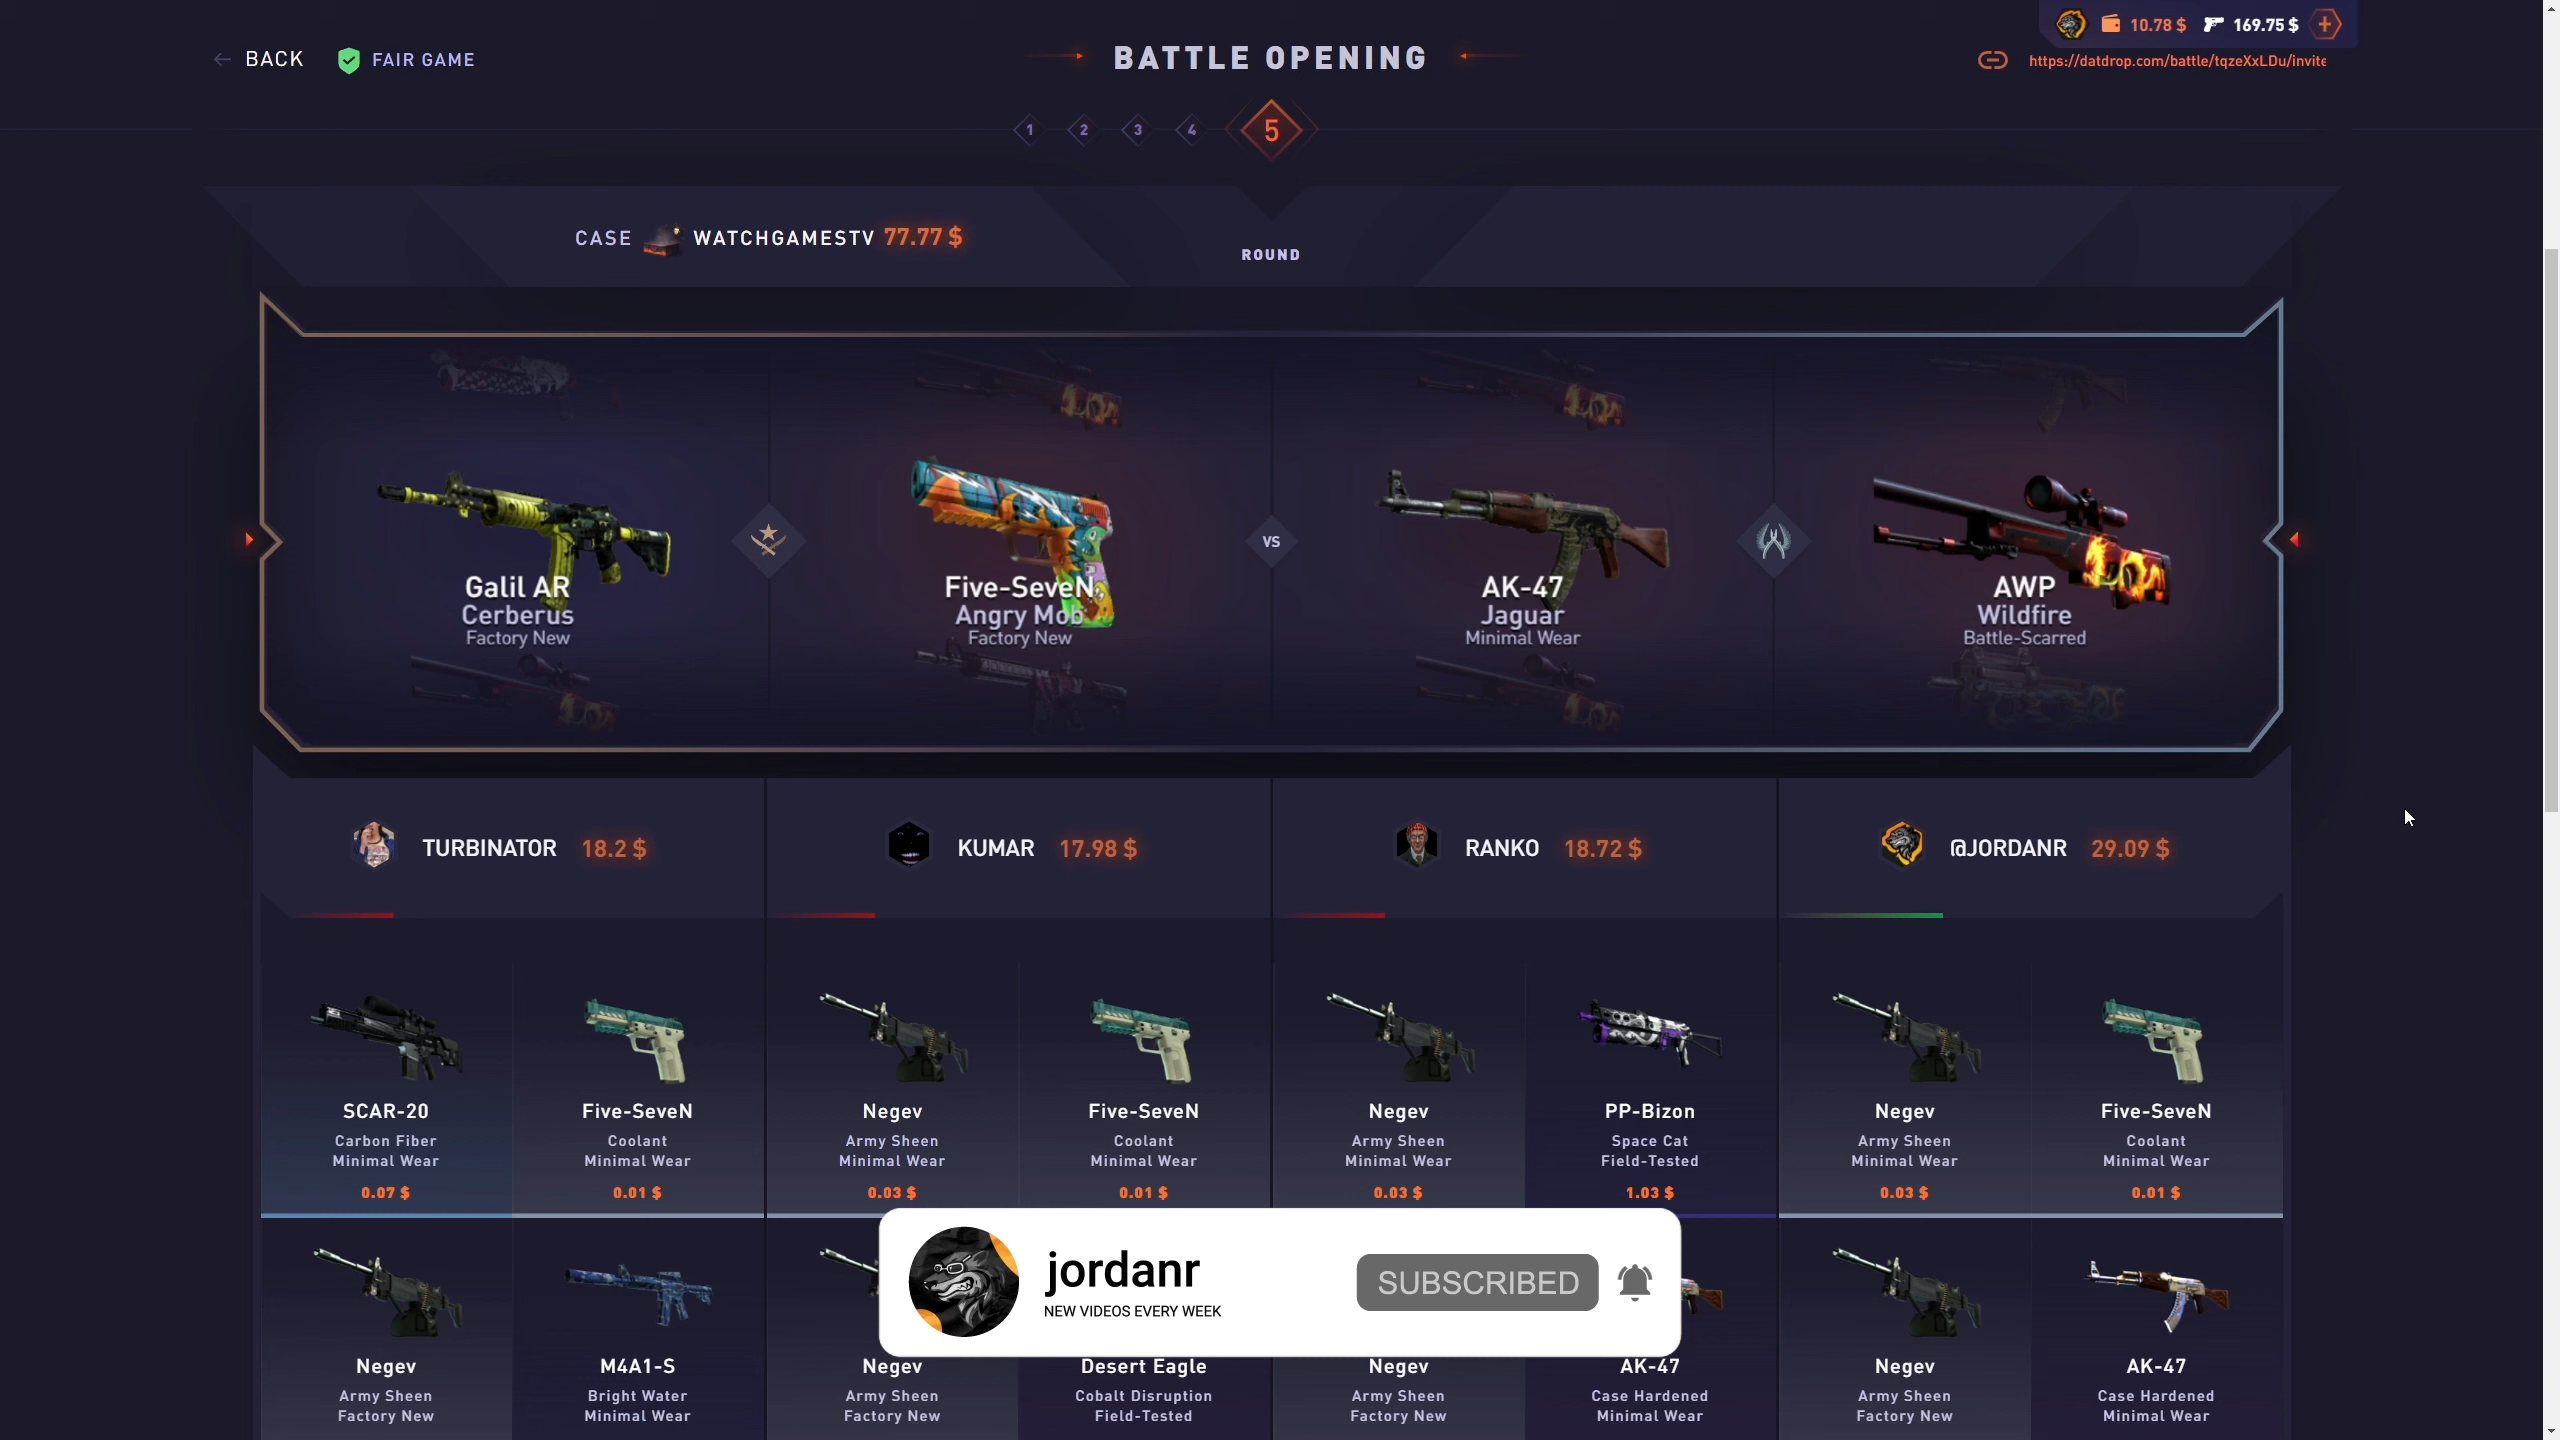 BACK
FAIR GAME
BATTLE OPENING
10.78 $
169.75 $
https://datdrop.com/battle/tqzeXxLDu/invite
1
2
3
4
5
CASE WATCHGAMESTV 77.77 $
ROUND
Galil AR
Cerberus
Factory New
Five-SeveN
Angry Mob
Factory New
VS
AK-47
Jaguar
Minimal Wear
AWP
Wildfire
Battle-Scarred
TURBINATOR 18.2 $
KUMAR 17.98 $
RANKO 18.72 $
@JORDANR 29.09 $
SCAR-20
Carbon Fiber
Minimal Wear
0.07 $
Five-SeveN
Coolant
Minimal Wear
0.01 $
Negev
Army Sheen
Minimal Wear
0.03 $
Five-SeveN
Coolant
Minimal Wear
0.01 $
Negev
Army Sheen
Minimal Wear
0.03 $
PP-Bizon
Space Cat
Field-Tested
1.03 $
Negev
Army Sheen
Minimal Wear
0.03 $
Five-SeveN
Coolant
Minimal Wear
0.01 $
jordanr
NEW VIDEOS EVERY WEEK
SUBSCRIBED
Negev
Army Sheen
Factory New
M4A1-S
Bright Water
Minimal Wear
Negev
Army Sheen
Factory New
Desert Eagle
Cobalt Disruption
Field-Tested
Negev
Army Sheen
Factory New
AK-47
Case Hardened
Minimal Wear
Negev
Army Sheen
Factory New
AK-47
Case Hardened
Minimal Wear